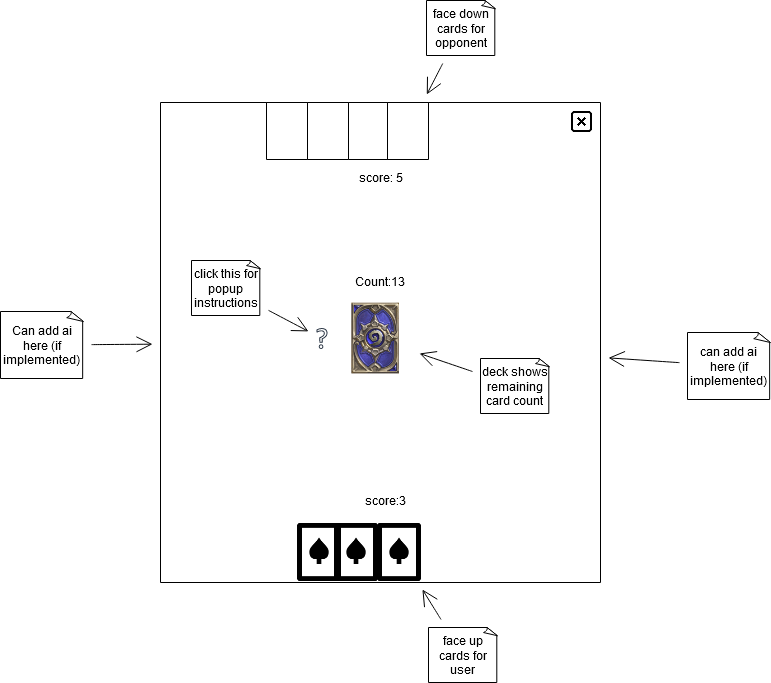 face down
cards for
opponent
score: 5
click this for
popup
instructions
Count:13
?
Can add ai
here (if
implemented)
can add ai
here (if
implemented)
deck shows
remaining
card count
score:3
face up
cards for
user